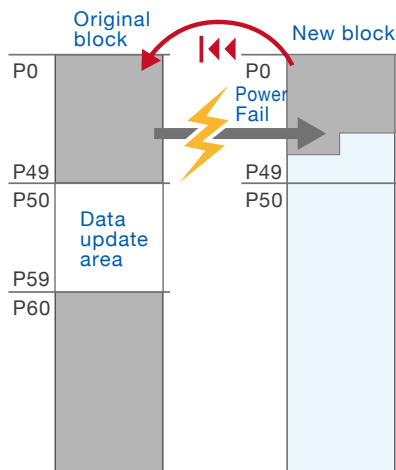 Original
block
New block
P0
P0
Power
Fail
P49
P49
P50
P50
Data
update
area
P59
P60